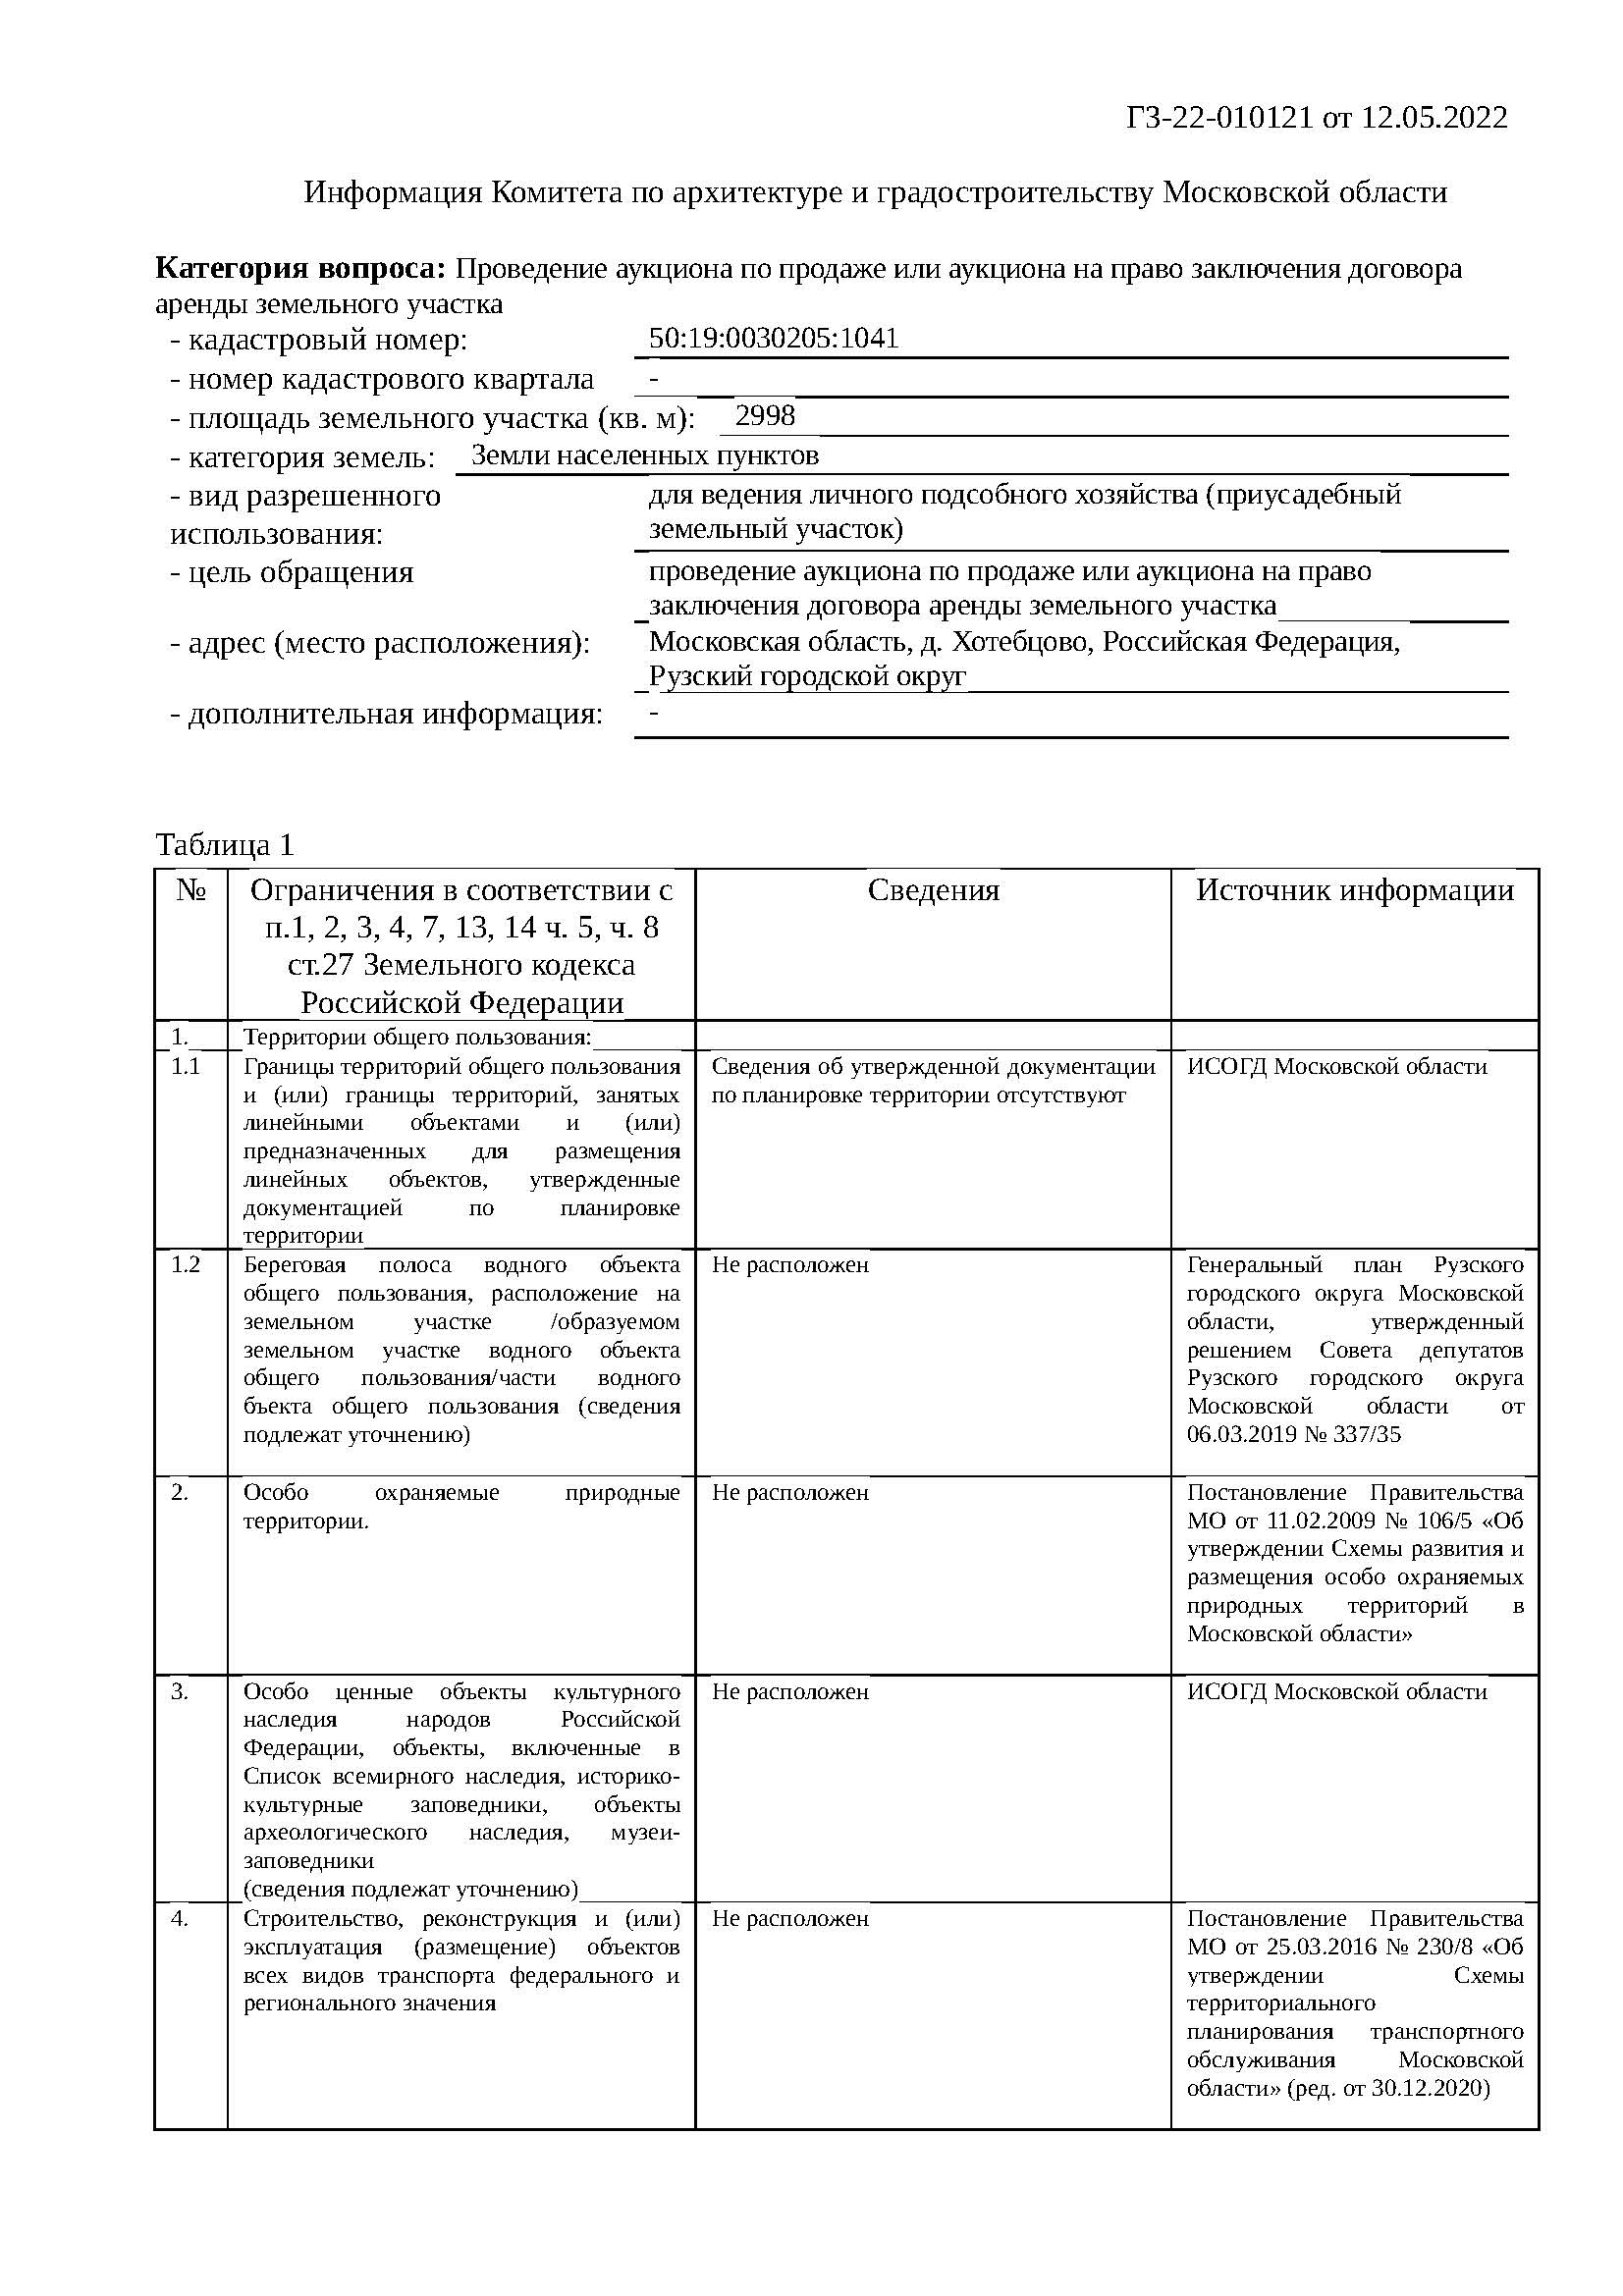 ГЗ-22-010121 от 12.05.2022
Информация Комитета по архитектуре и градостроительству Московской области
Категория вопроса: Проведение аукциона по продаже или аукциона на право заключения договора
аренды земельного участка
- кадастровый номер: 50:19:0030205:1041
- номер кадастрового квартала -
- площадь земельного участка (кв. м): 2998
- категория земель: Земли населенных пунктов
- вид разрешенного
использования:
для ведения личного подсобного хозяйства (приусадебный
земельный участок)
- цель обращения
проведение аукциона по продаже или аукциона на право
заключения договора аренды земельного участка
- адрес (место расположения):
Московская область, д. Хотебцово, Российская Федерация,
Рузский городской округ
- дополнительная информация: -
Таблица 1
№
Ограничения в соответствии с
п.1, 2, 3, 4, 7, 13, 14 ч. 5, ч. 8
ст.27 Земельного кодекса
Российской Федерации
Сведения
Источник информации
1.
Территории общего пользования:
1.1
Границы территорий общего пользования
и (или) границы территорий, занятых
линейными объектами и (или)
предназначенных для размещения
линейных объектов, утвержденные
документацией по планировке
территории
Сведения об утвержденной документации
по планировке территории отсутствуют
ИСОГД Московской области
1.2
Береговая полоса водного объекта
общего пользования, расположение на
земельном участке /образуемом
земельном участке водного объекта
общего пользования/части водного
бъекта общего пользования (сведения
подлежат уточнению)
Не расположен
Генеральный план Рузского
городского округа Московской
области, утвержденный
решением Совета депутатов
Рузского городского округа
Московской области от
06.03.2019 № 337/35
2.
Особо охраняемые природные
территории.
Не расположен
Постановление Правительства
МО от 11.02.2009 № 106/5 «Об
утверждении Схемы развития и
размещения особо охраняемых
природных территорий в
Московской области»
3.
Особо ценные объекты культурного
наследия народов Российской
Федерации, объекты, включенные в
Список всемирного наследия, историко-
культурные заповедники, объекты
археологического наследия, музеи-
заповедники
(сведения подлежат уточнению)
Не расположен
ИСОГД Московской области
4.
Строительство, реконструкция и (или)
эксплуатация (размещение) объектов
всех видов транспорта федерального и
регионального значения
Не расположен
Постановление Правительства
МО от 25.03.2016 № 230/8 «Об
утверждении Схемы
территориального
планирования транспортного
обслуживания Московской
области» (ред. от 30.12.2020)